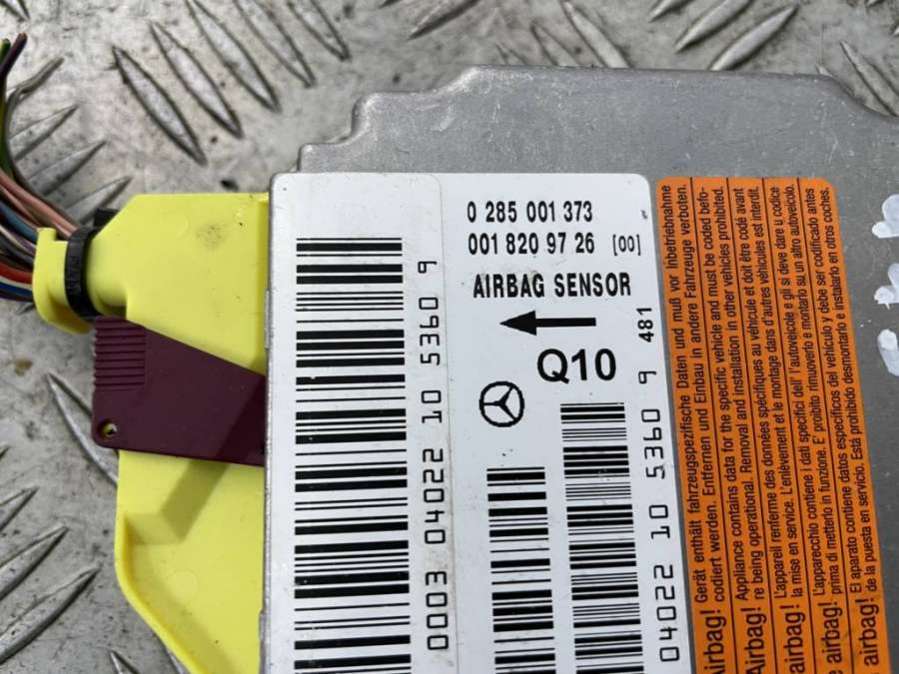 0 285 001 373
001 820 97 26 [00]
AIRBAG SENSOR
Q10
481
0003 04022 10 5360 9
04022 10 5360 9
Gerät enthält fahrzeugspezifische Daten und muß vor Inbetriebnahme
codiert werden. Entfernen und Einbau in andere Fahrzeuge verboten.
Airbag!
Appliance contains data for the specific vehicle and must be coded befo-
re being operational. Removal and installation in other vehicles prohibited.
Airbag!
L'appareil renferme des données spécifiques au véhicule et doit être codé avant
la mise en service. L'enlèvement et le montage dans d'autres véhicules est interdit.
airbag!
L'apparecchio contiene i dati specifici dell' l'autoveicolo e gli si deve dare u codice
prima di metterlo in funzione. E' proibito rimuoverlo e montarlo su un altro autoveicolo.
airbag!
El aparato contiene datos específicos del vehículo y debe ser codificado antes
de la puesta en servicio. Está prohibido desmontarlo e instalarlo en otros coches.